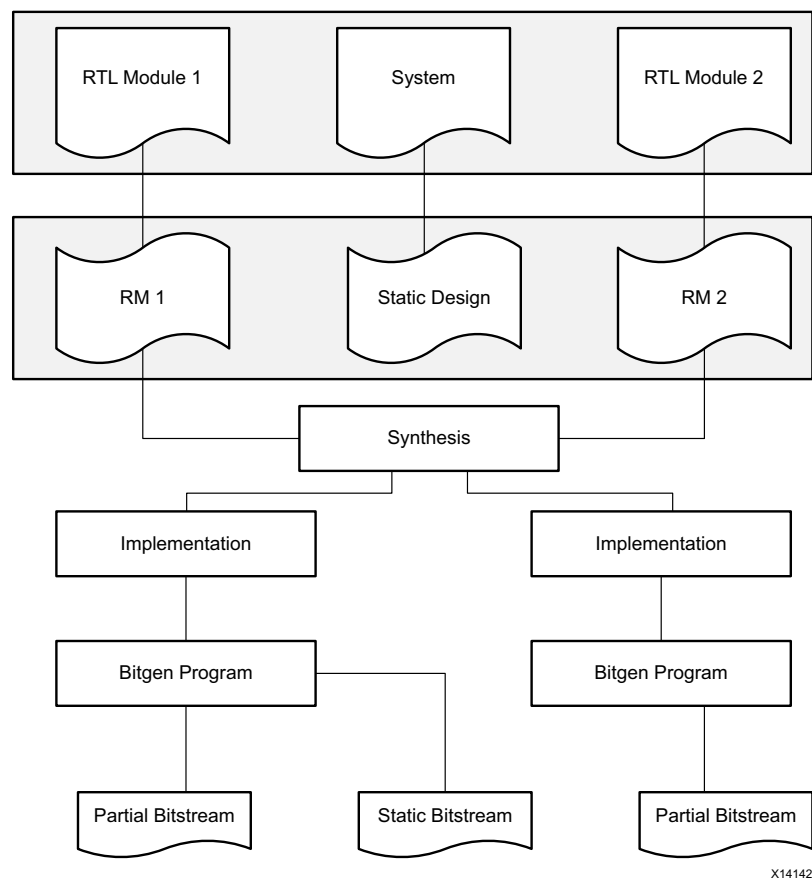 RTL Module 1
System
RTL Module 2
RM 1
Static Design
RM 2
Synthesis
Implementation
Implementation
Bitgen Program
Bitgen Program
Partial Bitstream
Static Bitstream
Partial Bitstream
X14142